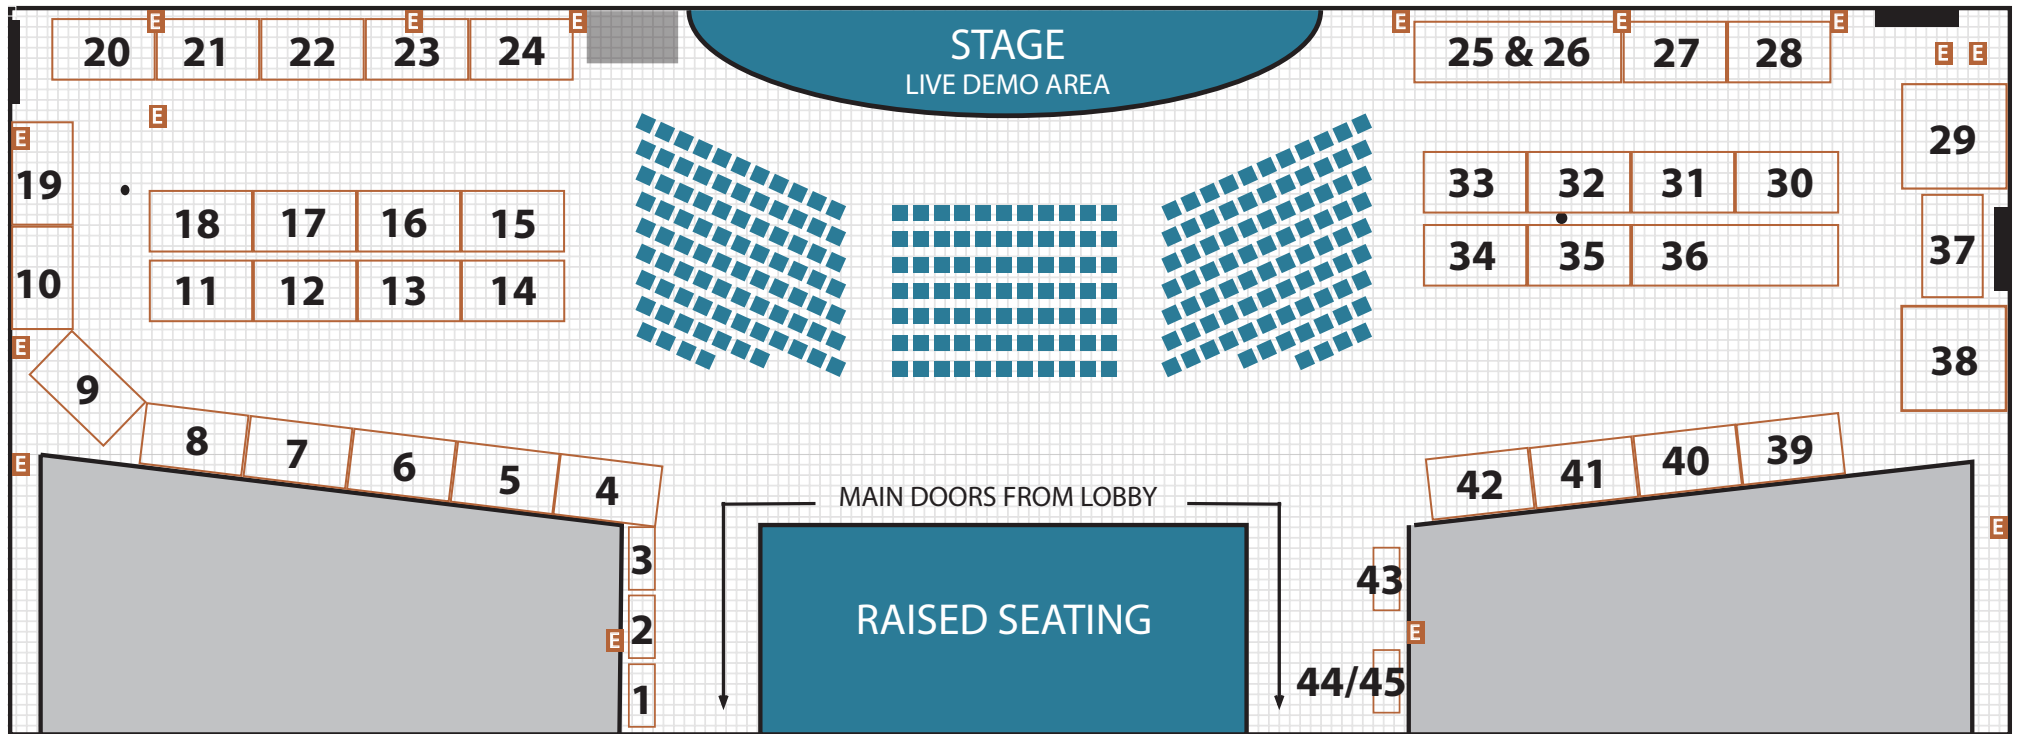 E E E E E E
20 21 22 23 24 STAGE 25 & 26 27 28 E E
LIVE DEMO AREA
E
E
19 29
33 32 31 30
18 17 16 15
10 11 12 13 14
34 35 36 37
E
9 38
8 7 6 5 4
42 41 40 39
E
MAIN DOORS FROM LOBBY
E
3 43
2 RAISED SEATING
E E
1 44/45